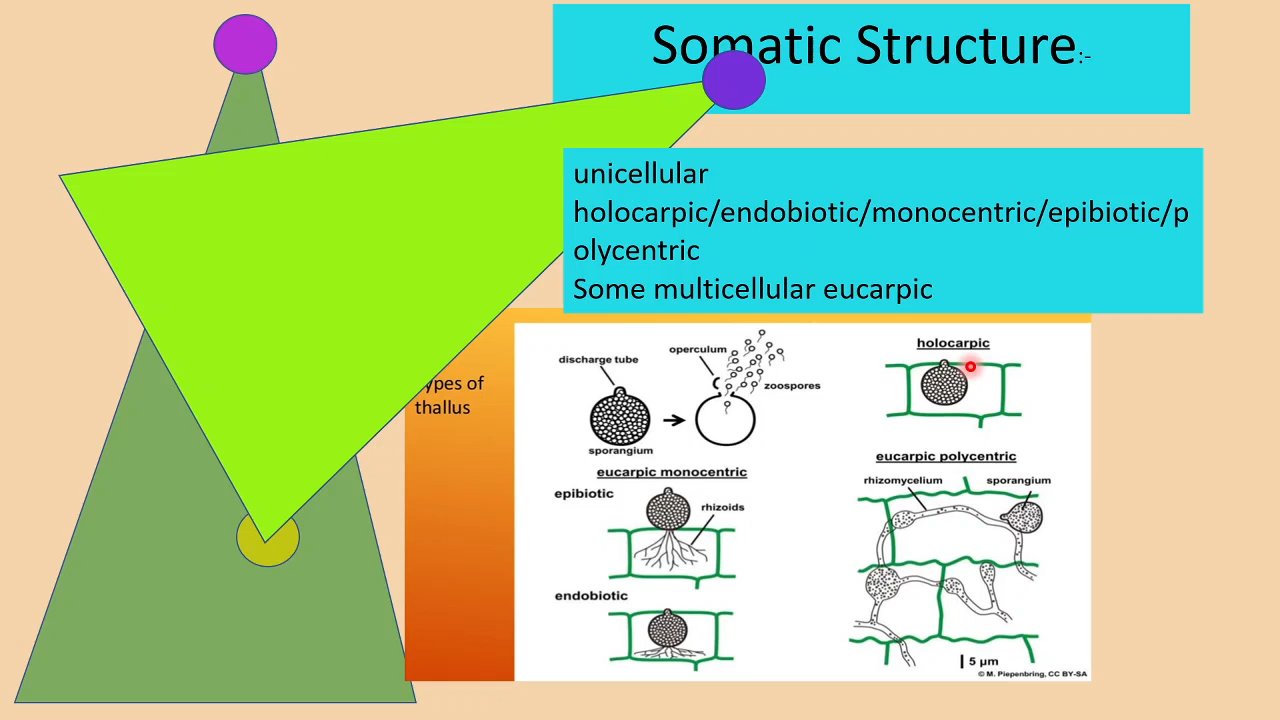 Somatic Structure:-
unicellular
holocarpic/endobiotic/monocentric/epibiotic/p
olycentric
Some multicellular eucarpic
ypes of
thallus
discharge tube
operculum
zoospores
sporangium
holocarpic
eucarpic monocentric
epibiotic
rhizoids
endobiotic
eucarpic polycentric
rhizomycelium
sporangium
5 µm
© M. Piepenbring, CC BY-SA